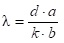 λ = d · a / k · b